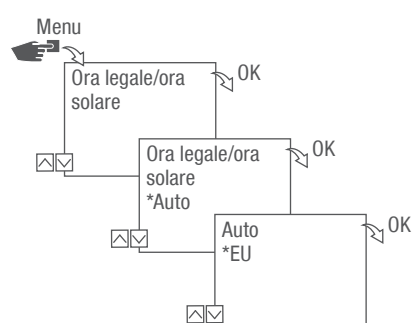 Menu
Ora legale/ora
solare
OK
Ora legale/ora
solare
*Auto
OK
Auto
*EU
OK